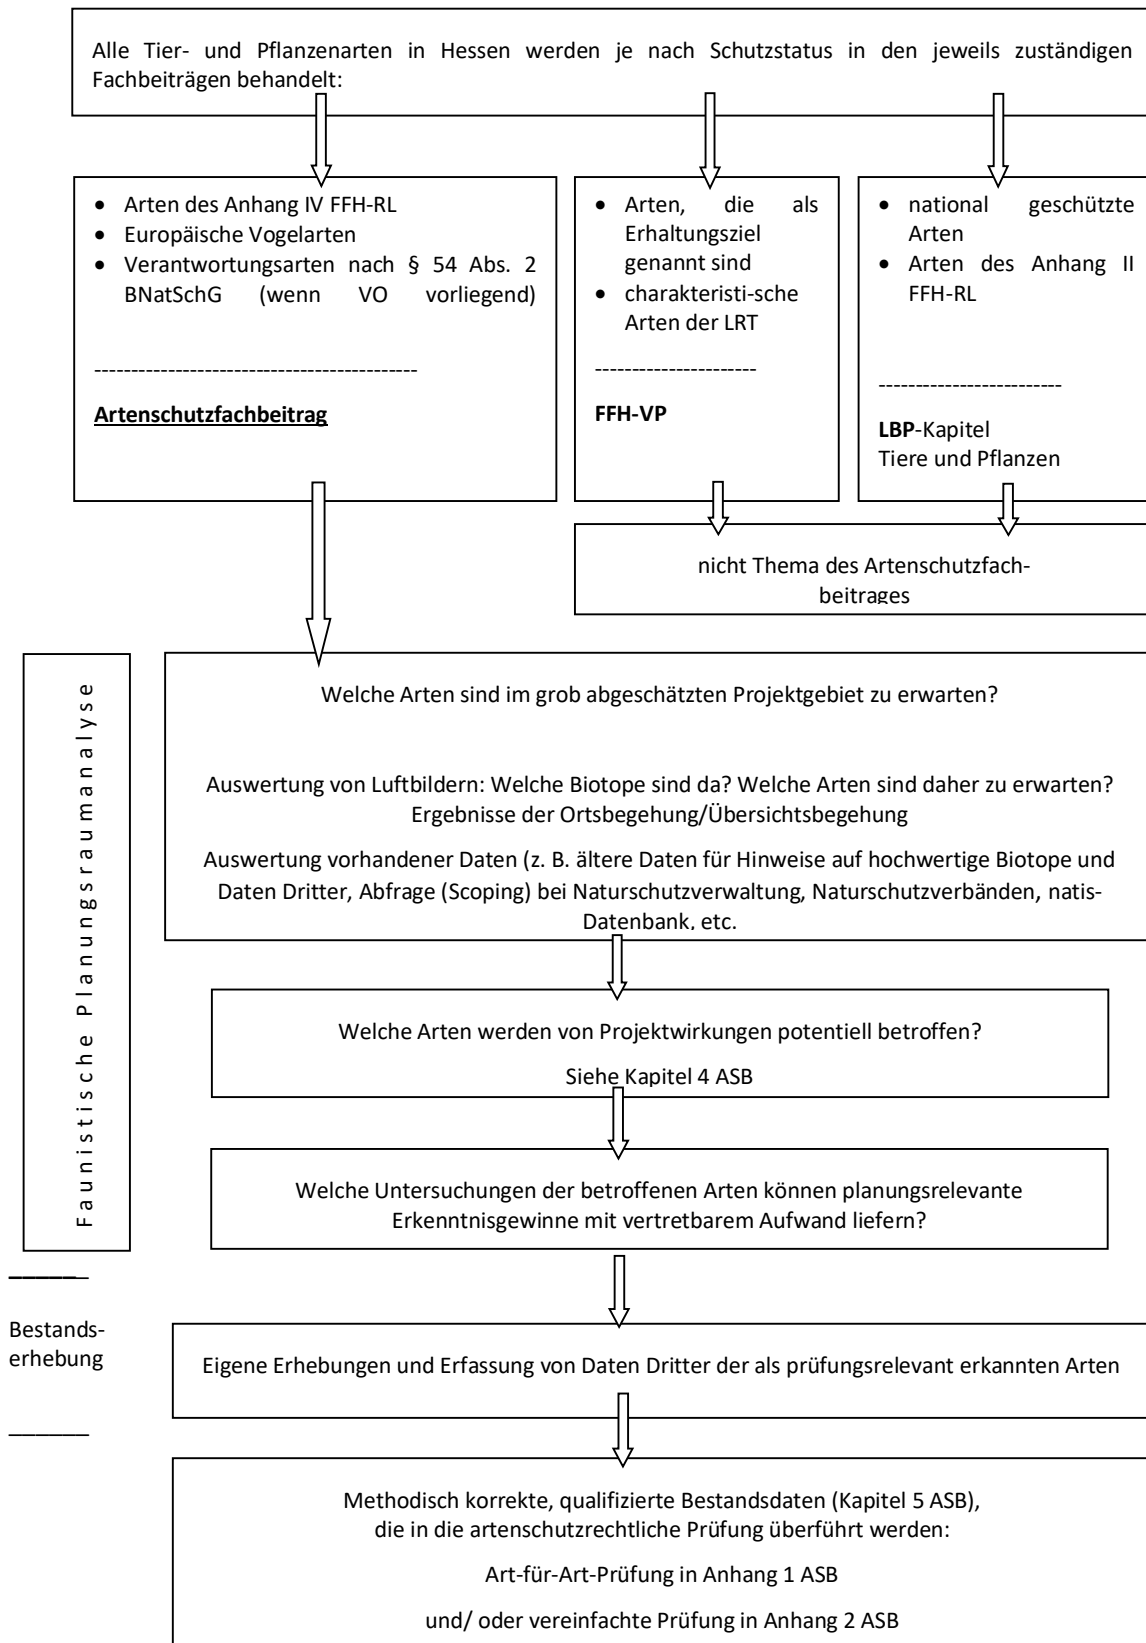 Alle Tier- und Pflanzenarten in Hessen werden je nach Schutzstatus in den jeweils zuständigen
Fachbeiträgen behandelt:
• Arten des Anhang IV FFH-RL
• Europäische Vogelarten
• Verantwortungsarten nach § 54 Abs. 2
BNatSchG (wenn VO vorliegend)
-------------------------------------------
Artenschutzfachbeitrag
• Arten, die als
Erhaltungsziel
genannt sind
• charakteristi-sche
Arten der LRT
----------------------
FFH-VP
• national geschützte
Arten
• Arten des Anhang II
FFH-RL
-------------------------
LBP-Kapitel
Tiere und Pflanzen
nicht Thema des Artenschutzfach-
beitrages
Faunistische Planungsraumanalyse
Welche Arten sind im grob abgeschätzten Projektgebiet zu erwarten?
Auswertung von Luftbildern: Welche Biotope sind da? Welche Arten sind daher zu erwarten?
Ergebnisse der Ortsbegehung/Übersichtsbegehung
Auswertung vorhandener Daten (z. B. ältere Daten für Hinweise auf hochwertige Biotope und
Daten Dritter, Abfrage (Scoping) bei Naturschutzverwaltung, Naturschutzverbänden, natis-
Datenbank, etc.
Welche Arten werden von Projektwirkungen potentiell betroffen?
Siehe Kapitel 4 ASB
Welche Untersuchungen der betroffenen Arten können planungsrelevante
Erkenntnisgewinne mit vertretbarem Aufwand liefern?
Bestands-
erhebung
Eigene Erhebungen und Erfassung von Daten Dritter der als prüfungsrelevant erkannten Arten
Methodisch korrekte, qualifizierte Bestandsdaten (Kapitel 5 ASB),
die in die artenschutzrechtliche Prüfung überführt werden:
Art-für-Art-Prüfung in Anhang 1 ASB
und/ oder vereinfachte Prüfung in Anhang 2 ASB